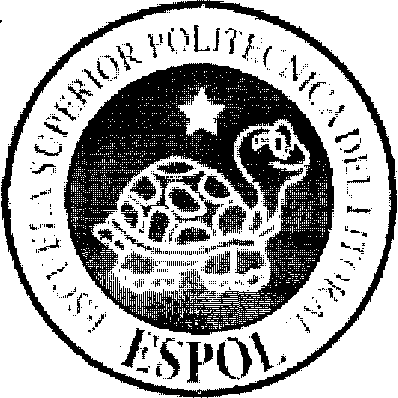 ESCUELA SUPERIOR POLITECNICA DEL LITORAL
ESPOL